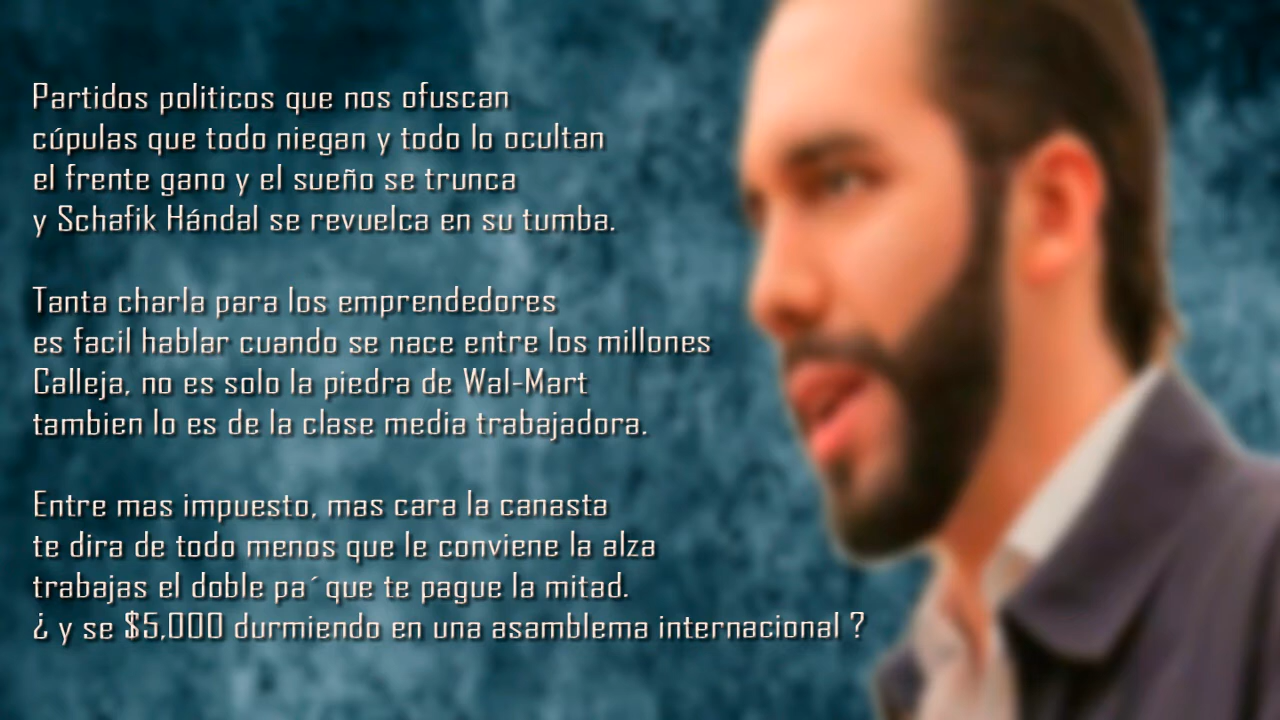 Partidos politicos que nos ofuscan
cúpulas que todo niegan y todo lo ocultan
el frente gano y el sueño se trunca
y Schafik Hándal se revuelca en su tumba.
Tanta charla para los emprendedores
es facil hablar cuando se nace entre los millones
Calleja, no es solo la piedra de Wal-Mart
tambien lo es de la clase media trabajadora.
Entre mas impuesto, mas cara la canasta
te dira de todo menos que le conviene la alza
trabajas el doble pa´ que te pague la mitad.
¿ y se $5,000 durmiendo en una asamblema internacional ?